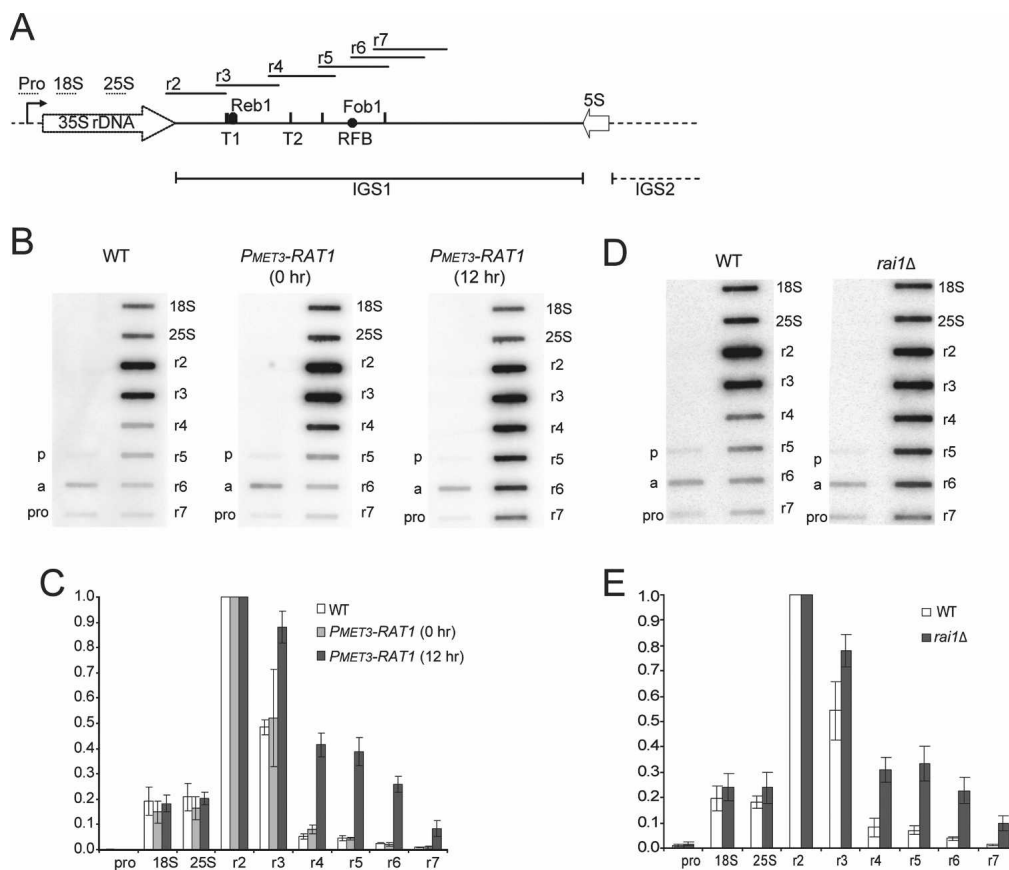 A
Pro 18S 25S r2 r3 r4 r5 r6 r7
Reb1 Fob1 5S
35S rDNA
T1 T2 RFB
IGS1 IGS2
B
WT PMET3-RAT1 (0 hr) PMET3-RAT1 (12 hr)
18S 18S 18S
25S 25S 25S
r2 r2 r2
r3 r3 r3
r4 r4 r4
p r5 p r5 p r5
a r6 a r6 a r6
pro r7 pro r7 pro r7
D
WT rai1Δ
18S 18S
25S 25S
r2 r2
r3 r3
r4 r4
p r5 p r5
a r6 a r6
pro r7 pro r7
C
1.0
0.9
0.8
0.7
0.6
0.5
0.4
0.3
0.2
0.1
0.0
WT
PMET3-RAT1 (0 hr)
PMET3-RAT1 (12 hr)
pro 18S 25S r2 r3 r4 r5 r6 r7
E
1.0
0.9
0.8
0.7
0.6
0.5
0.4
0.3
0.2
0.1
0.0
WT
rai1Δ
pro 18S 25S r2 r3 r4 r5 r6 r7